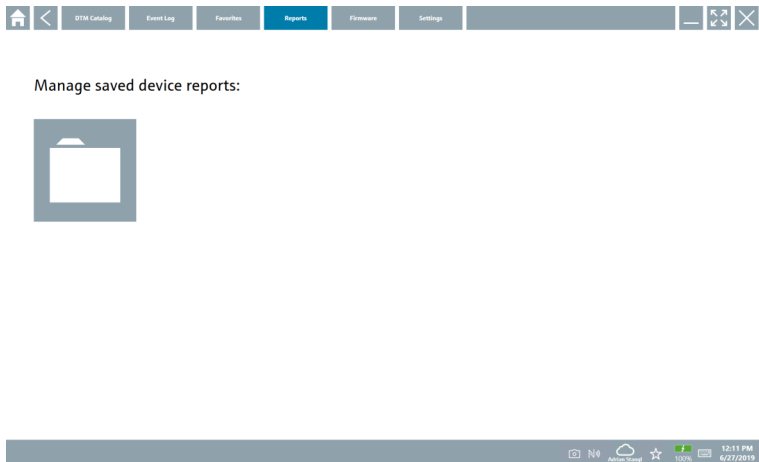 DTM Catalog
Event Log
Favorites
Reports
Firmware
Settings
Manage saved device reports:
Adrian Stangl
100%
12:11 PM
6/27/2019